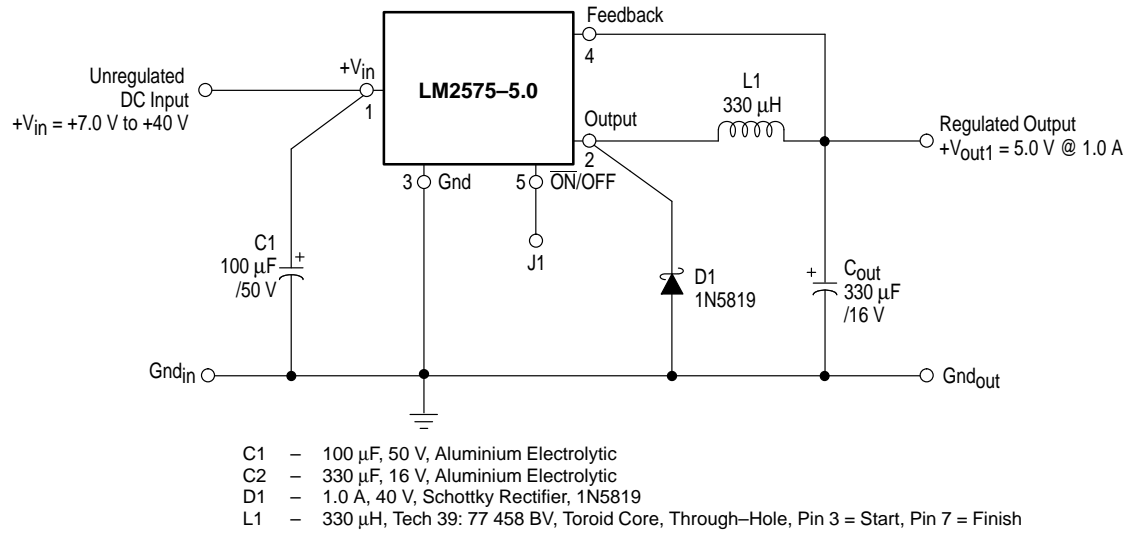 Feedback
4
+Vin
1
LM2575–5.0
Unregulated
DC Input
+Vin = +7.0 V to +40 V
L1
330 μH
Output
2
Regulated Output
+Vout1 = 5.0 V @ 1.0 A
3 Gnd
5 ON/OFF
J1
C1
100 μF
/50 V
+
D1
1N5819
+
Cout
330 μF
/16 V
Gndin
Gndout
C1 – 100 μF, 50 V, Aluminium Electrolytic
C2 – 330 μF, 16 V, Aluminium Electrolytic
D1 – 1.0 A, 40 V, Schottky Rectifier, 1N5819
L1 – 330 μH, Tech 39: 77 458 BV, Toroid Core, Through–Hole, Pin 3 = Start, Pin 7 = Finish